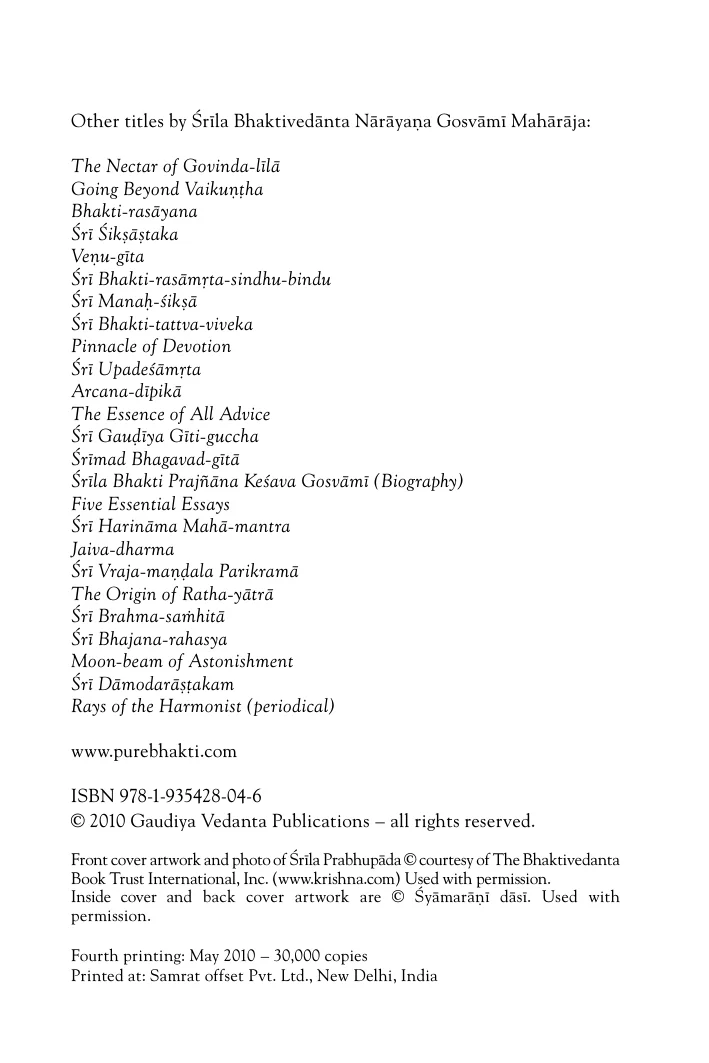 Other titles by Śrīla Bhaktivedānta Nārāyaṇa Gosvāmī Mahārāja:
The Nectar of Govinda-līlā
Going Beyond Vaikuṇṭha
Bhakti-rasāyana
Śrī Śikṣāṣtaka
Veṇu-gīta
Śrī Bhakti-rasāmṛta-sindhu-bindu
Śrī Manaḥ-śikṣā
Śrī Bhakti-tattva-viveka
Pinnacle of Devotion
Śrī Upadeśāmṛta
Arcana-dīpikā
The Essence of All Advice
Śrī Gauḍīya Gīti-guccha
Śrīmad Bhagavad-gītā
Śrīla Bhakti Prajñāna Keśava Gosvāmī (Biography)
Five Essential Essays
Śrī Harināma Mahā-mantra
Jaiva-dharma
Śrī Vraja-maṇḍala Parikramā
The Origin of Ratha-yātrā
Śrī Brahma-saṁhitā
Śrī Bhajana-rahasya
Moon-beam of Astonishment
Śrī Dāmodarāṣṭakam
Rays of the Harmonist (periodical)
www.purebhakti.com
ISBN 978-1-935428-04-6
© 2010 Gaudiya Vedanta Publications – all rights reserved.
Front cover artwork and photo of Śrīla Prabhupāda © courtesy of The Bhaktivedanta
Book Trust International, Inc. (www.krishna.com) Used with permission.
Inside cover and back cover artwork are © Śyāmarāṇī dāsī. Used with
permission.
Fourth printing: May 2010 – 30,000 copies
Printed at: Samrat offset Pvt. Ltd., New Delhi, India